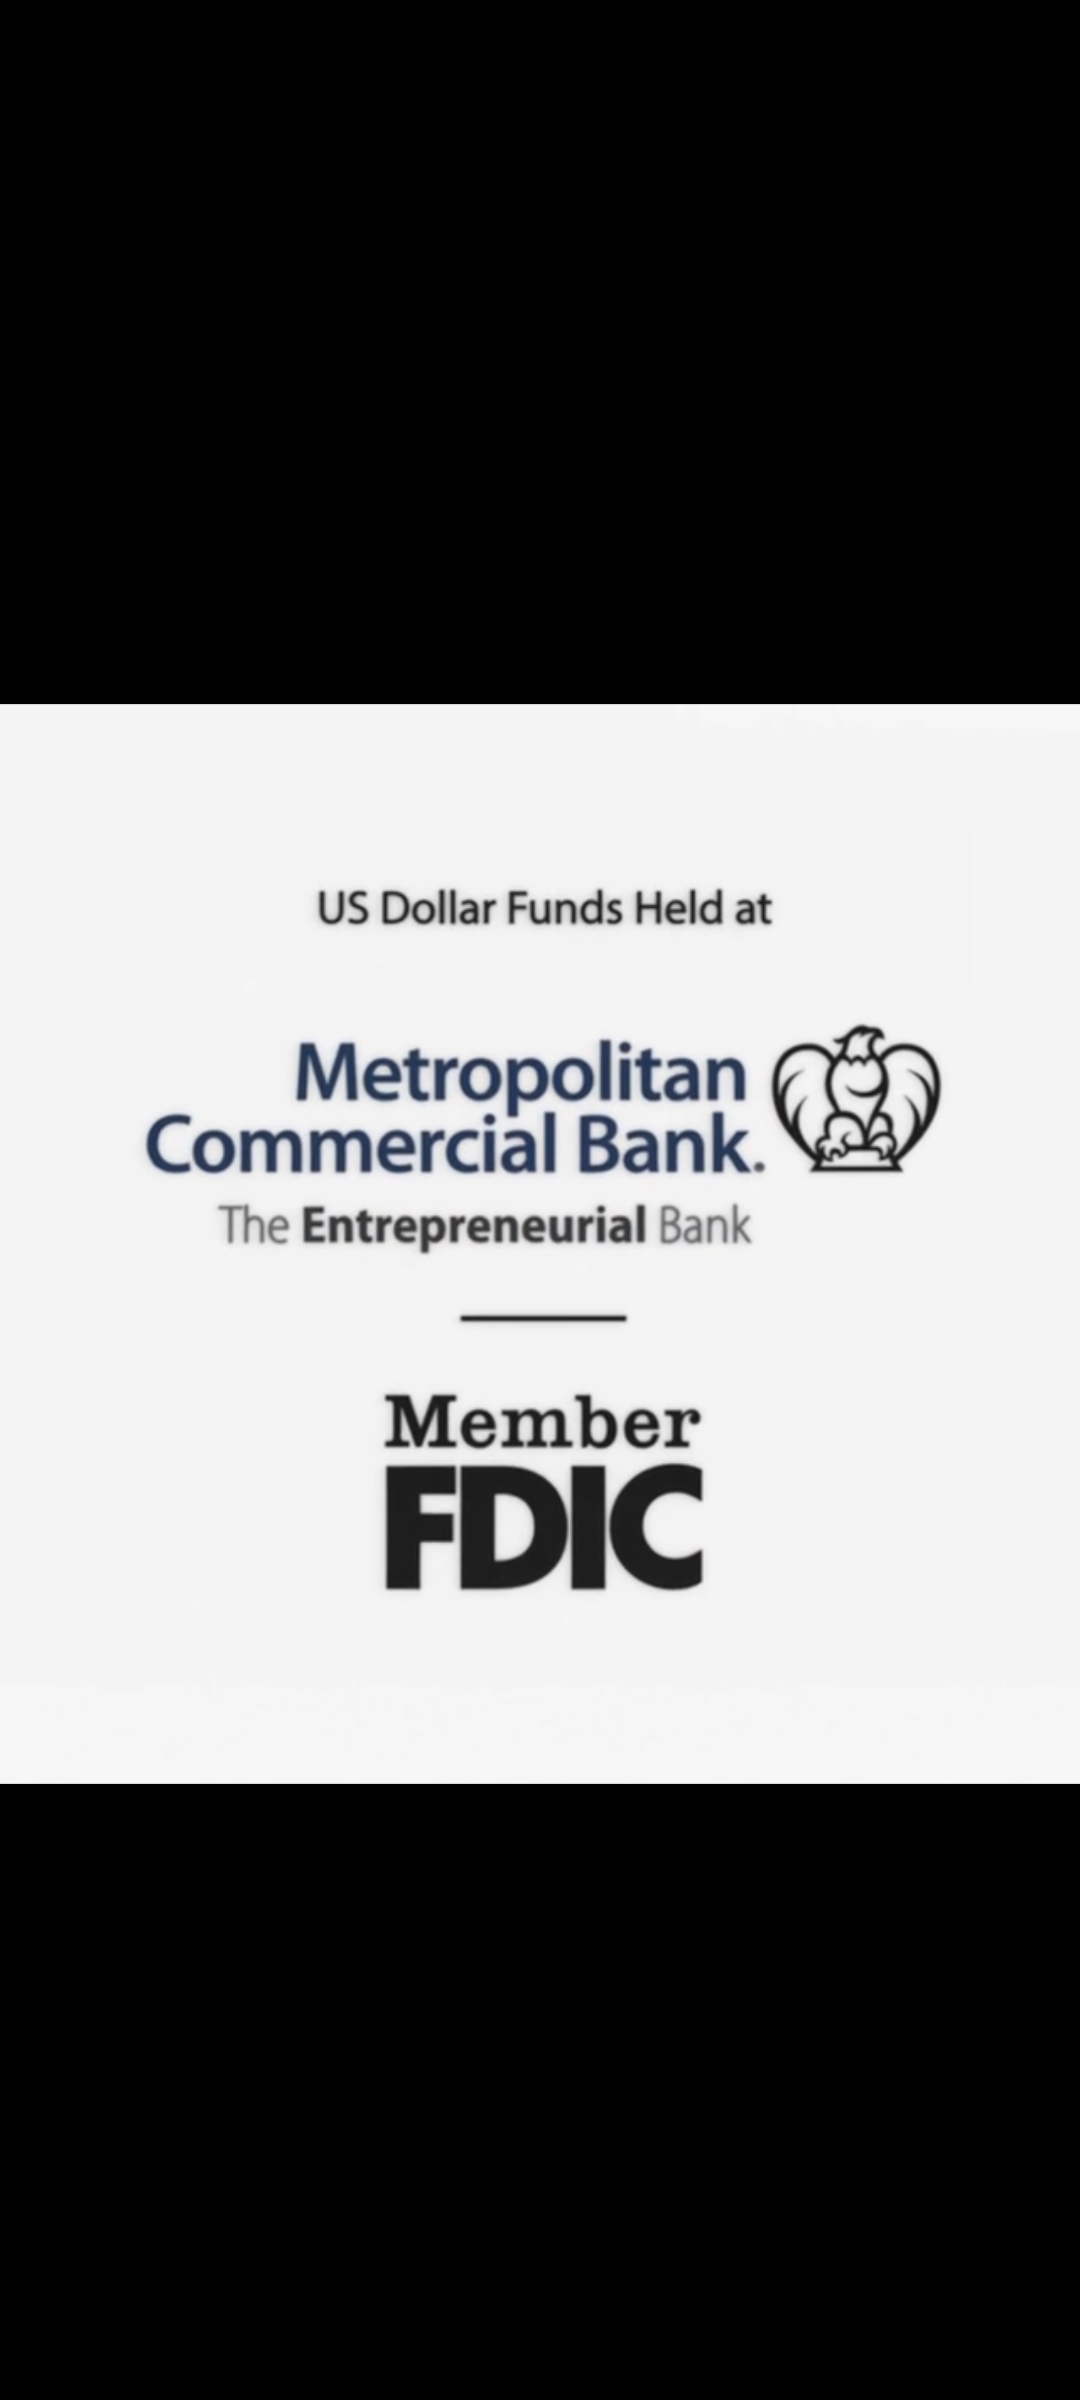 US Dollar Funds Held at
Metropolitan
Commercial Bank.
The Entrepreneurial Bank
Member
FDIC